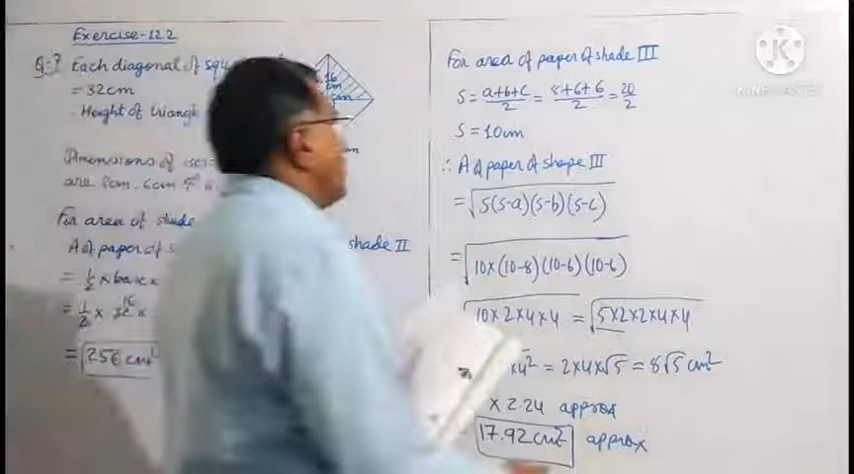 Exercise-12.2
Q-7 Each diagonal of squ
= 32cm
Height of triangle
Dimensions of isos
are 8cm, 6cm
For area of shade
A of paper of s
= 1/2 × base ×
= 1/2 × 32 16 ×
= 256 cm²
16
cm
shade II
For area of paper of shade III
S = a+b+c/2 = 8+6+6/2 = 20/2
S = 10cm
∴ A of paper of shape III
= √S(S-a)(S-b)(S-c)
= √10×(10-8)(10-6)(10-6)
√10×2×4×4 = √5×2×2×4×4
×4² = 2×4×√5 = 8√5 cm²
× 2.24 approx
17.92 cm² approx
KINEMASTER